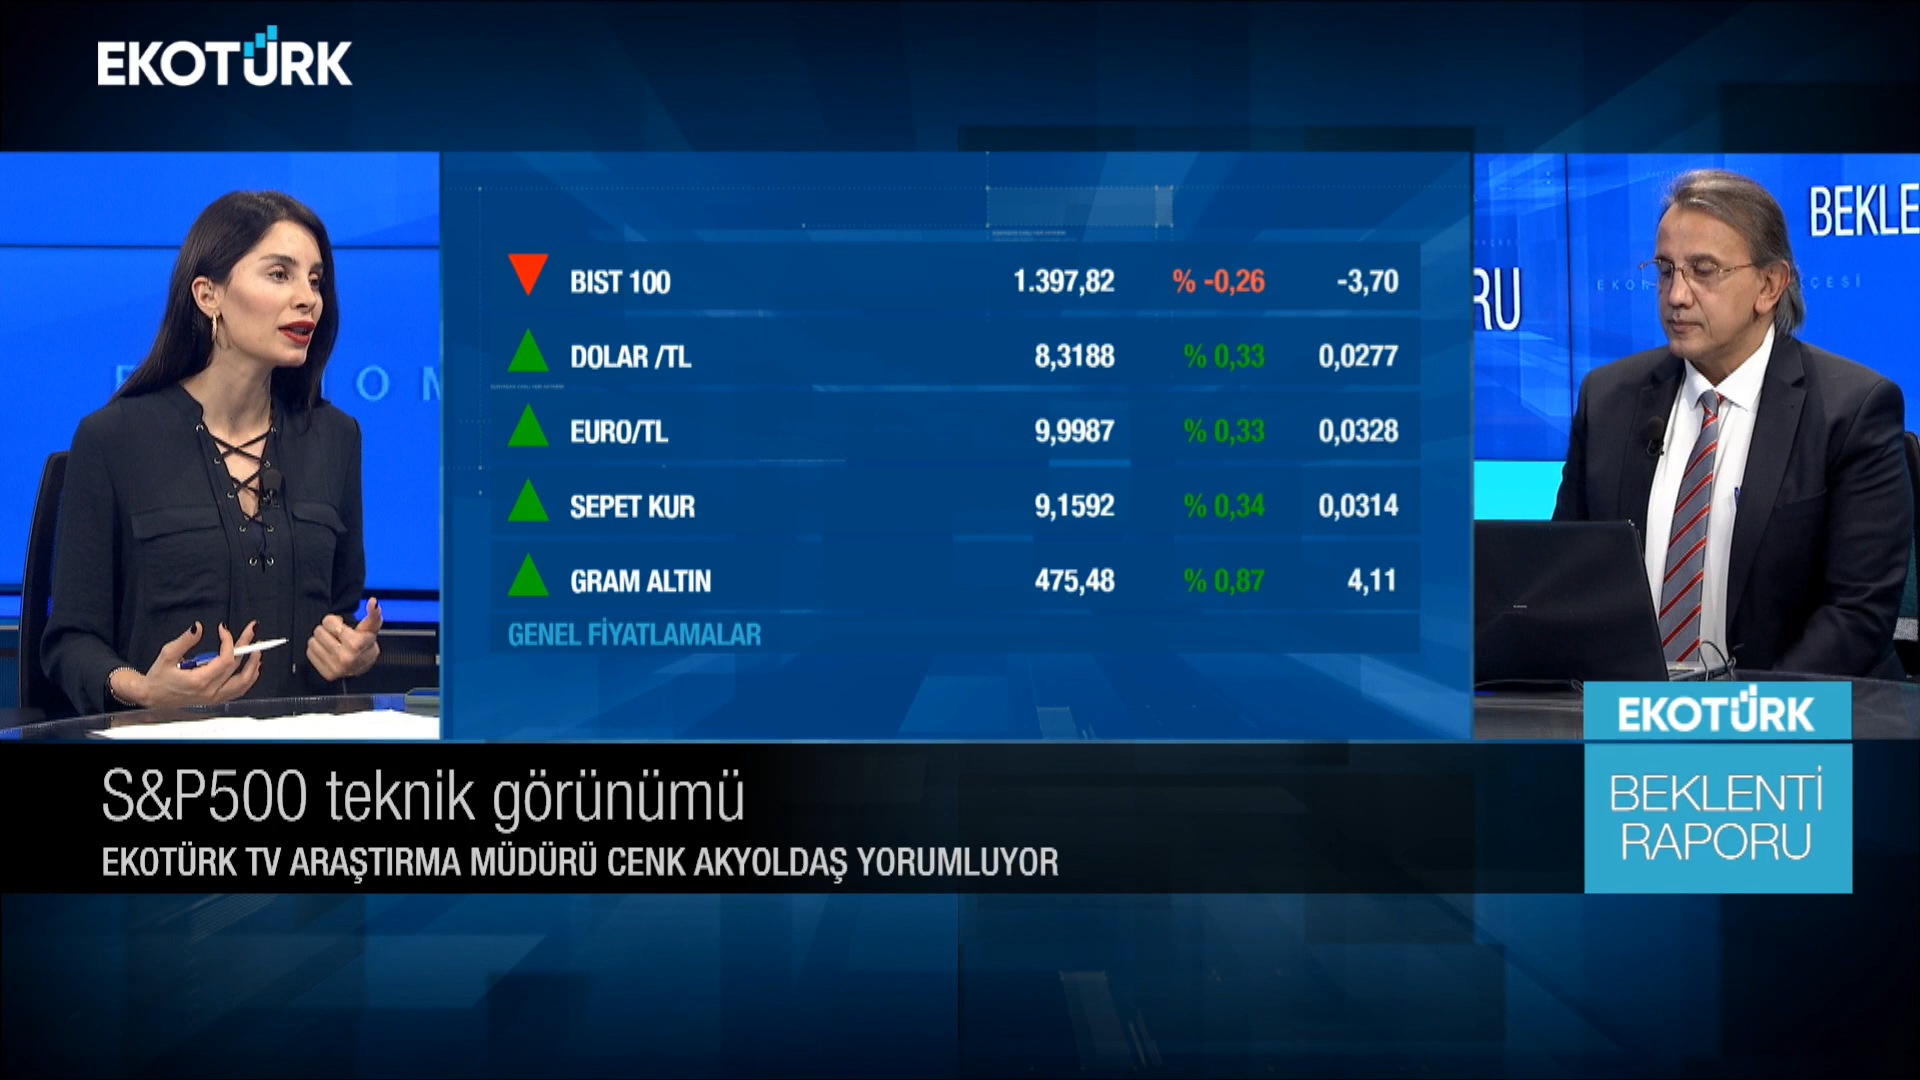 EKOTÜRK
BEKLE
RU
BIST 100 1.397,82 % -0,26 -3,70
DOLAR /TL 8,3188 % 0,33 0,0277
EURO/TL 9,9987 % 0,33 0,0328
SEPET KUR 9,1592 % 0,34 0,0314
GRAM ALTIN 475,48 % 0,87 4,11
GENEL FİYATLAMALAR
EKOTÜRK
BEKLENTİ
RAPORU
S&P500 teknik görünümü
EKOTÜRK TV ARAŞTIRMA MÜDÜRÜ CENK AKYOLDAŞ YORUMLUYOR